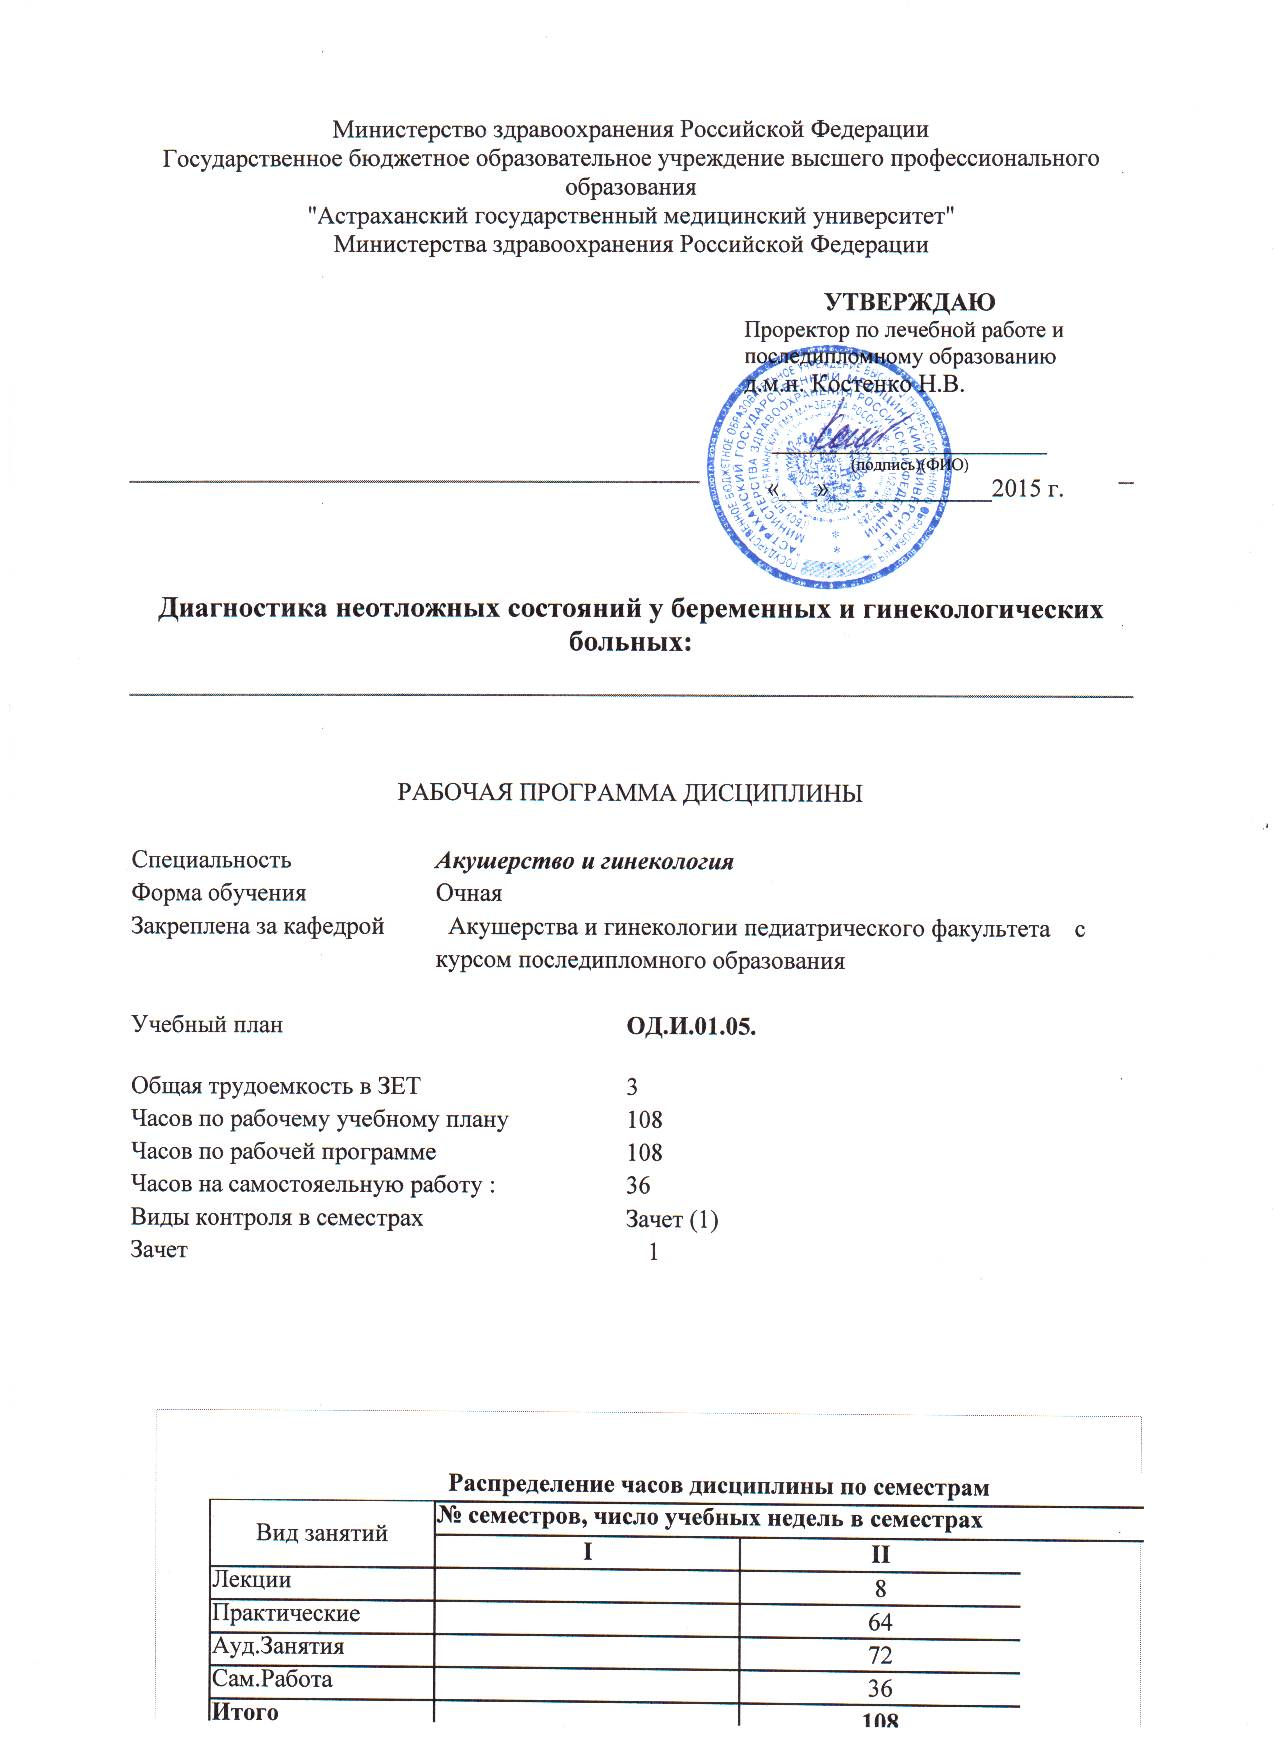 Министерство здравоохранения Российской Федерации
Государственное бюджетное образовательное учреждение высшего профессионального
образования
"Астраханский государственный медицинский университет"
Министерства здравоохранения Российской Федерации
УТВЕРЖДАЮ
Проректор по лечебной работе и
последипломному образованию
д.м.н. Костенко Н.В.
(подпись)(ФИО)
«___»____________2015 г.
Диагностика неотложных состояний у беременных и гинекологических
больных:
РАБОЧАЯ ПРОГРАММА ДИСЦИПЛИНЫ
Специальность Акушерство и гинекология
Форма обучения Очная
Закреплена за кафедрой Акушерства и гинекологии педиатрического факультета с
курсом последипломного образования
Учебный план ОД.И.01.05.
Общая трудоемкость в ЗЕТ 3
Часов по рабочему учебному плану 108
Часов по рабочей программе 108
Часов на самостояельную работу : 36
Виды контроля в семестрах Зачет (1)
Зачет 1
Распределение часов дисциплины по семестрам
Вид занятий № семестров, число учебных недель в семестрах
I II
Лекции 8
Практические 64
Ауд.Занятия 72
Сам.Работа 36
Итого 108